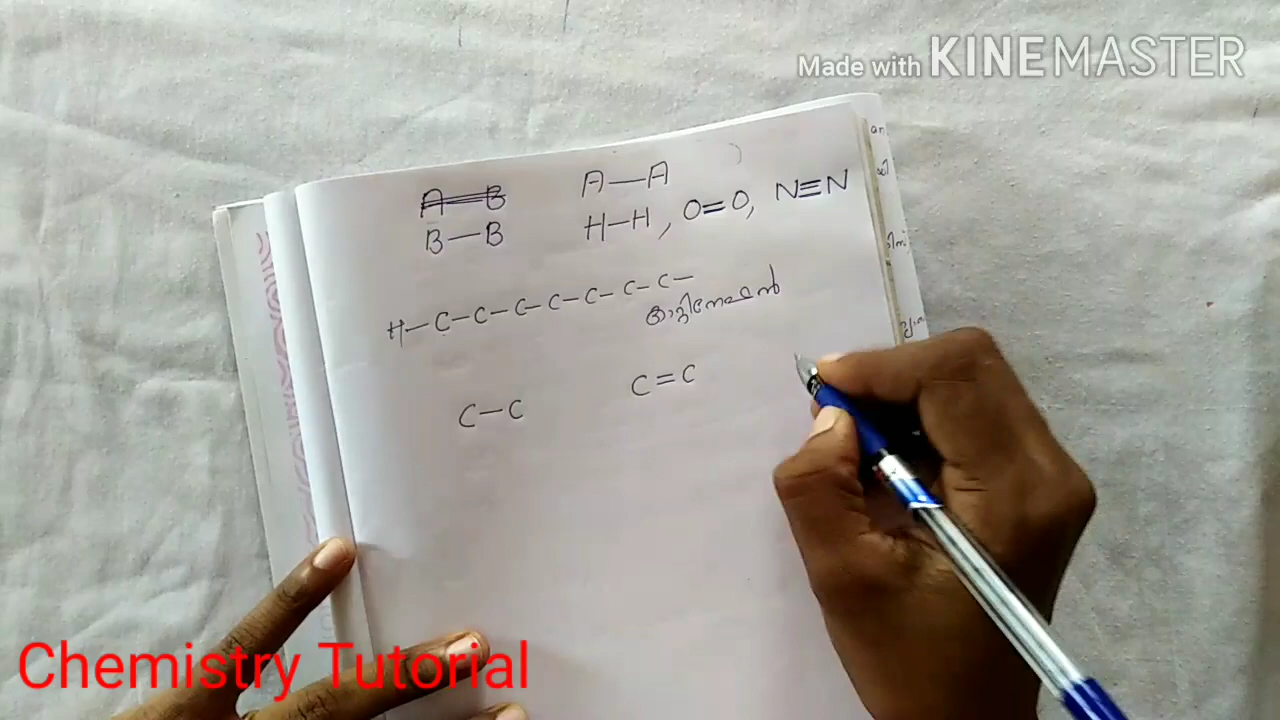 Made with KINEMASTER
A—A
B—B
H—H, O=O, N≡N
H—C—C—C—C—C—C—C—
കാറ്റിനേഷൻ
C—C
C=C
Chemistry Tutorial